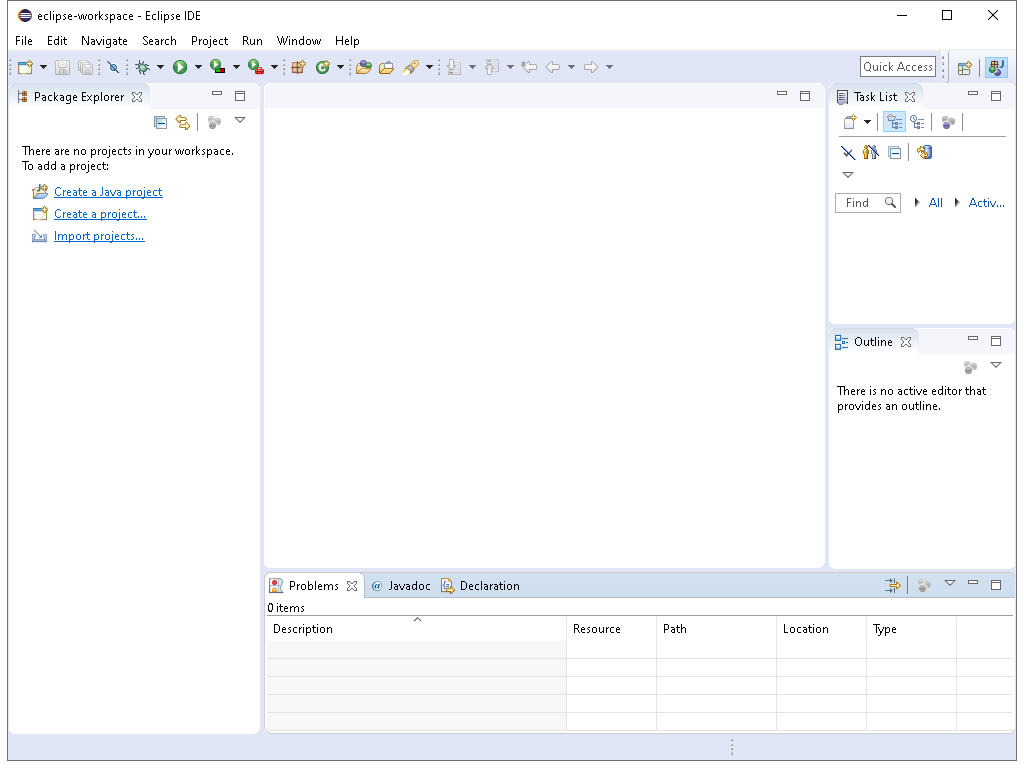 eclipse-workspace - Eclipse IDE
File Edit Navigate Search Project Run Window Help
Quick Access
Package Explorer
There are no projects in your workspace.
To add a project:
Create a Java project
Create a project...
Import projects...
Task List
Find
All
Activ...
Outline
There is no active editor that
provides an outline.
Problems @ Javadoc Declaration
0 items
Description Resource Path Location Type